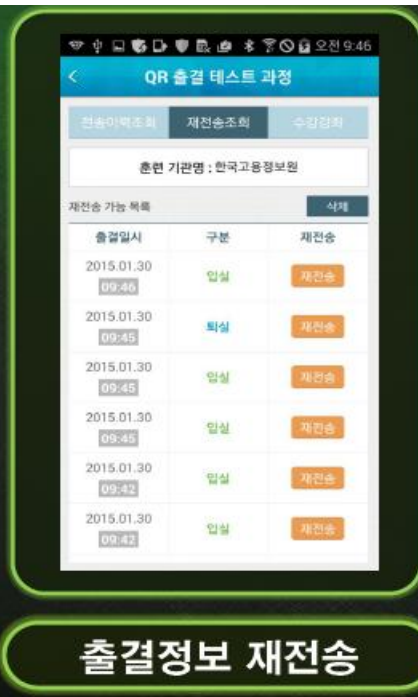 오전 9:46
QR 출결 테스트 과정
전송이력조회 재전송조회 수강강좌
훈련 기관명 : 한국고용정보원
재전송 가능 목록 삭제
출결일시 구분 재전송
2015.01.30
09:46 입실 재전송
2015.01.30
09:45 퇴실 재전송
2015.01.30
09:45 입실 재전송
2015.01.30
09:45 입실 재전송
2015.01.30
09:42 입실 재전송
2015.01.30
09:42 입실 재전송
출결정보 재전송